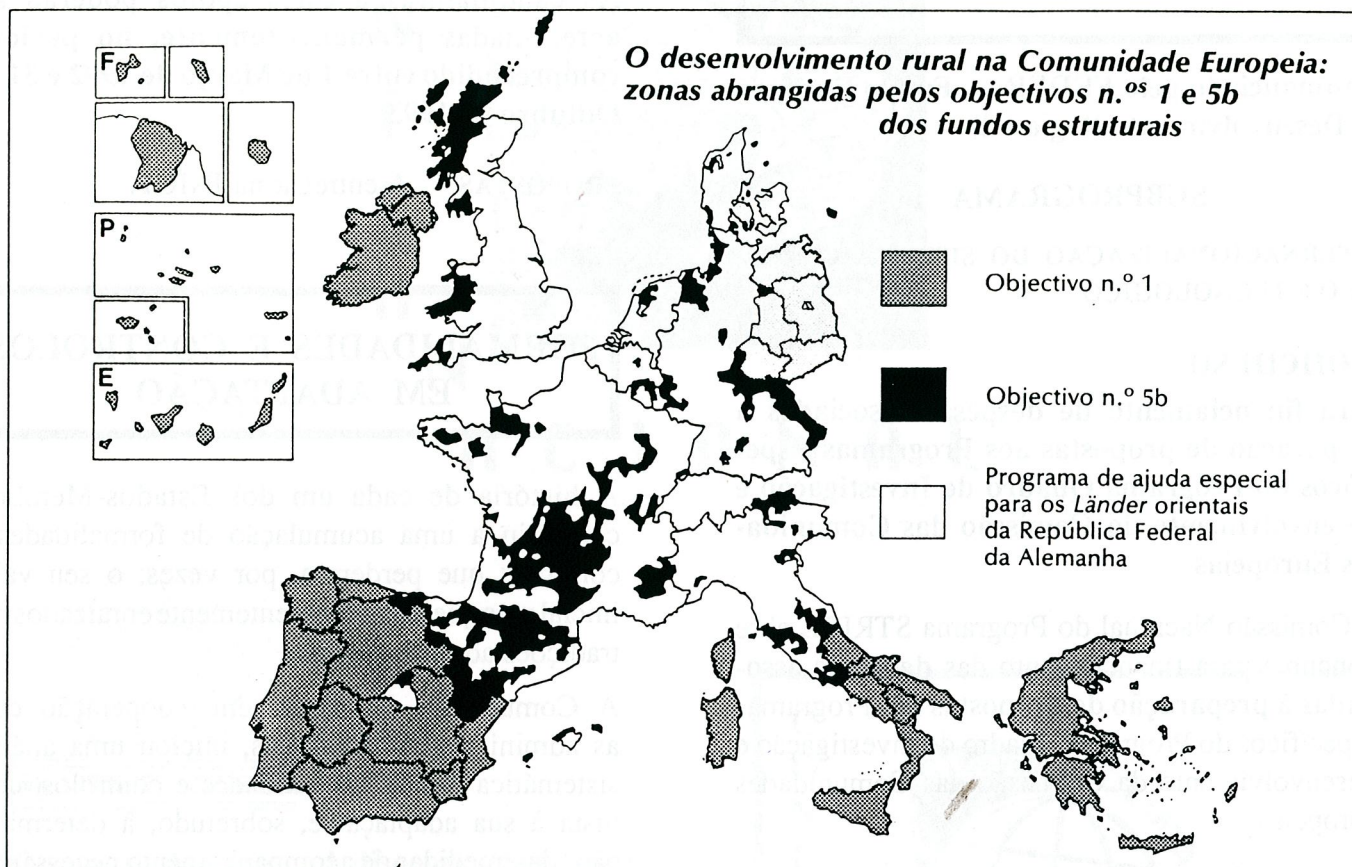 O desenvolvimento rural na Comunidade Europeia:
zonas abrangidas pelos objectivos n.ºs 1 e 5b
dos fundos estruturais
F
P
E
Objectivo n.º 1
Objectivo n.º 5b
Programa de ajuda especial
para os Länder orientais
da República Federal
da Alemanha